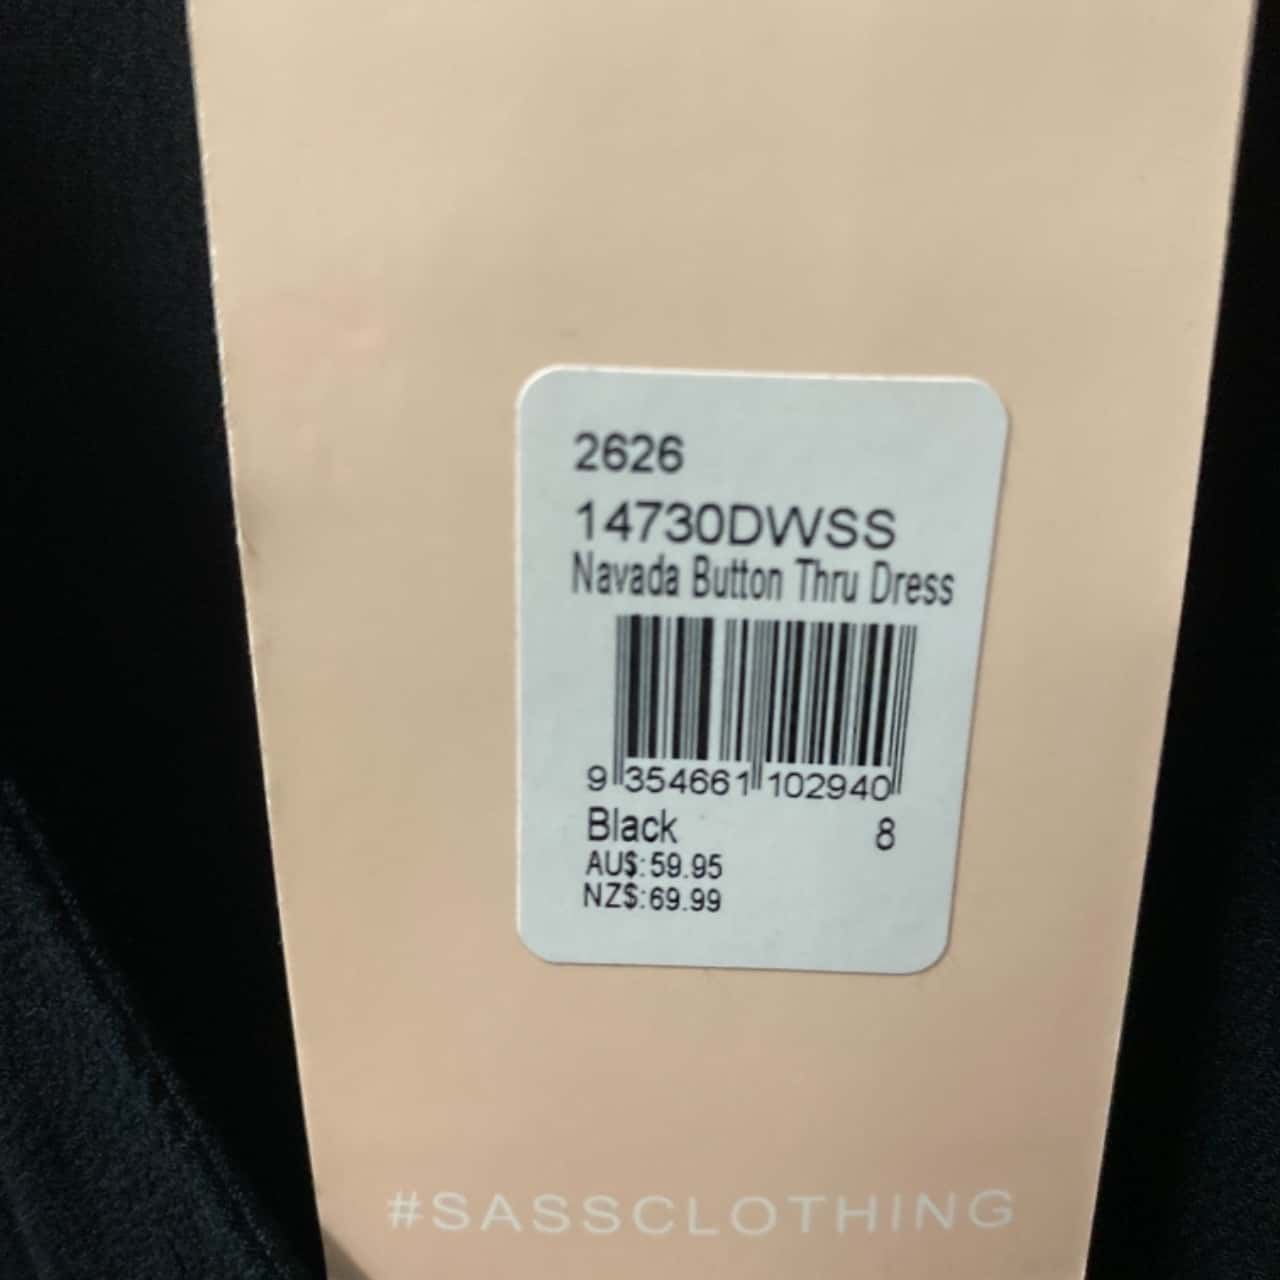 2626
14730DWSS
Navada Button Thru Dress
9 354661 102940
Black 8
AU$:59.95
NZ$:69.99
#SASSCLOTHING